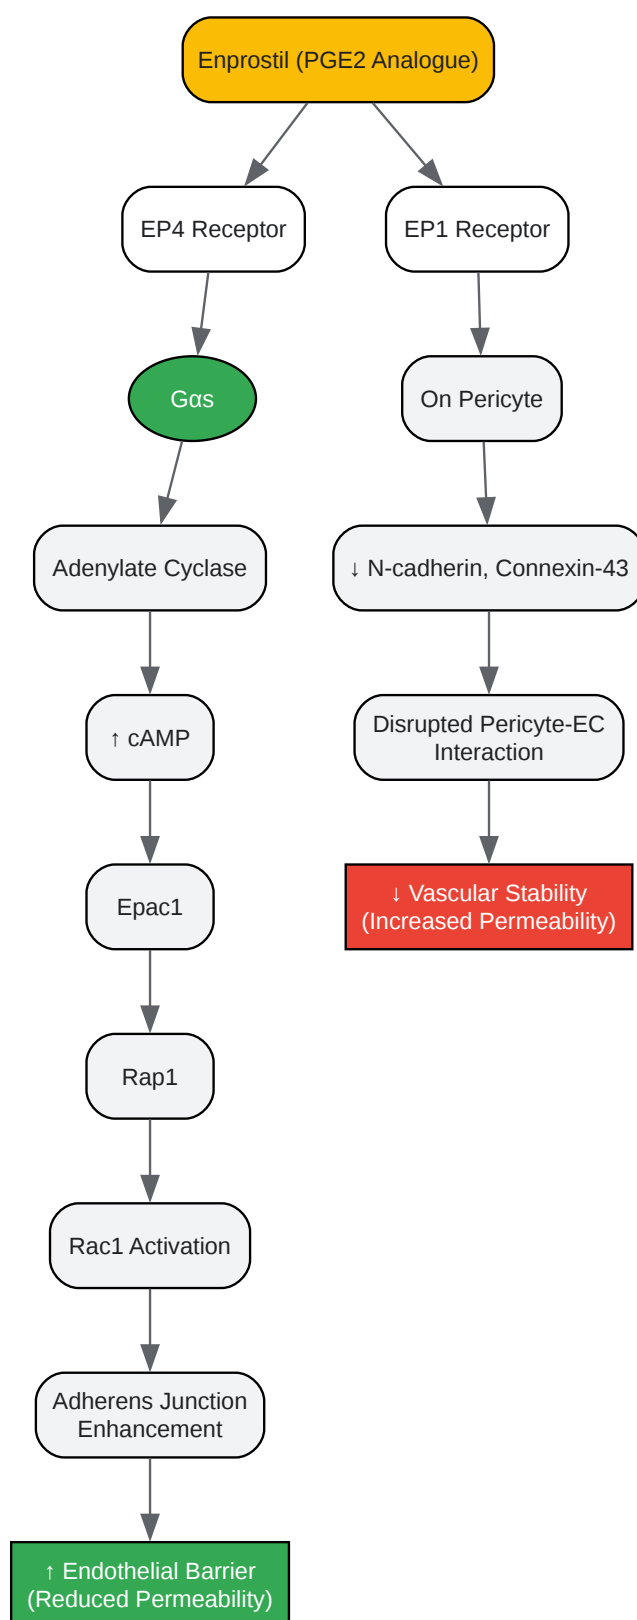 Enprostil (PGE2 Analogue)
EP4 Receptor
EP1 Receptor
Gαs
On Pericyte
Adenylate Cyclase
↓ N-cadherin, Connexin-43
↑ cAMP
Disrupted Pericyte-EC
Interaction
Epac1
↓ Vascular Stability
(Increased Permeability)
Rap1
Rac1 Activation
Adherens Junction
Enhancement
↑ Endothelial Barrier
(Reduced Permeability)